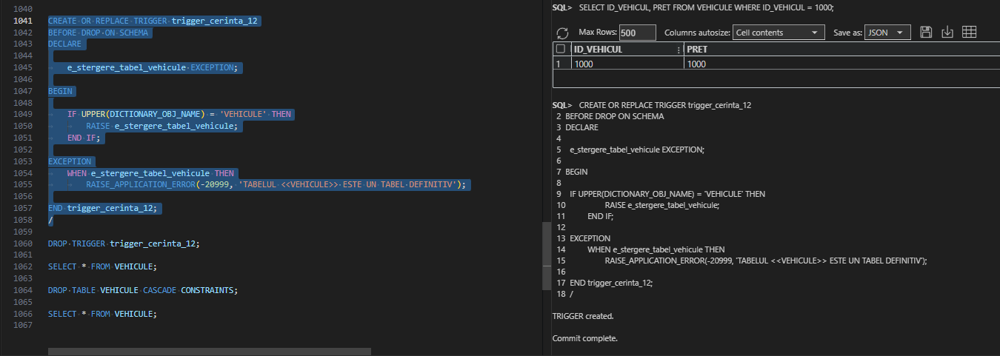 1040
1041 CREATE OR REPLACE TRIGGER trigger_cerinta_12
1042 BEFORE DROP ON SCHEMA
1043 DECLARE
1044
1045 e_stergere_tabel_vehicule EXCEPTION;
1046
1047 BEGIN
1048
1049 IF UPPER(DICTIONARY_OBJ_NAME) = 'VEHICULE' THEN
1050 RAISE e_stergere_tabel_vehicule;
1051 END IF;
1052
1053 EXCEPTION
1054 WHEN e_stergere_tabel_vehicule THEN
1055 RAISE_APPLICATION_ERROR(-20999, 'TABELUL <<VEHICULE>> ESTE UN TABEL DEFINITIV');
1056
1057 END trigger_cerinta_12;
1058 /
1059
1060 DROP TRIGGER trigger_cerinta_12;
1061
1062 SELECT * FROM VEHICULE;
1063
1064 DROP TABLE VEHICULE CASCADE CONSTRAINTS;
1065
1066 SELECT * FROM VEHICULE;
1067
SQL> SELECT ID_VEHICUL, PRET FROM VEHICULE WHERE ID_VEHICUL = 1000;
Max Rows: 500 Columns autosize: Cell contents Save as: JSON
ID_VEHICUL PRET
1 1000 1000
SQL> CREATE OR REPLACE TRIGGER trigger_cerinta_12
2 BEFORE DROP ON SCHEMA
3 DECLARE
4
5 e_stergere_tabel_vehicule EXCEPTION;
6
7 BEGIN
8
9 IF UPPER(DICTIONARY_OBJ_NAME) = 'VEHICULE' THEN
10 RAISE e_stergere_tabel_vehicule;
11 END IF;
12
13 EXCEPTION
14 WHEN e_stergere_tabel_vehicule THEN
15 RAISE_APPLICATION_ERROR(-20999, 'TABELUL <<VEHICULE>> ESTE UN TABEL DEFINITIV');
16
17 END trigger_cerinta_12;
18 /
TRIGGER created.
Commit complete.